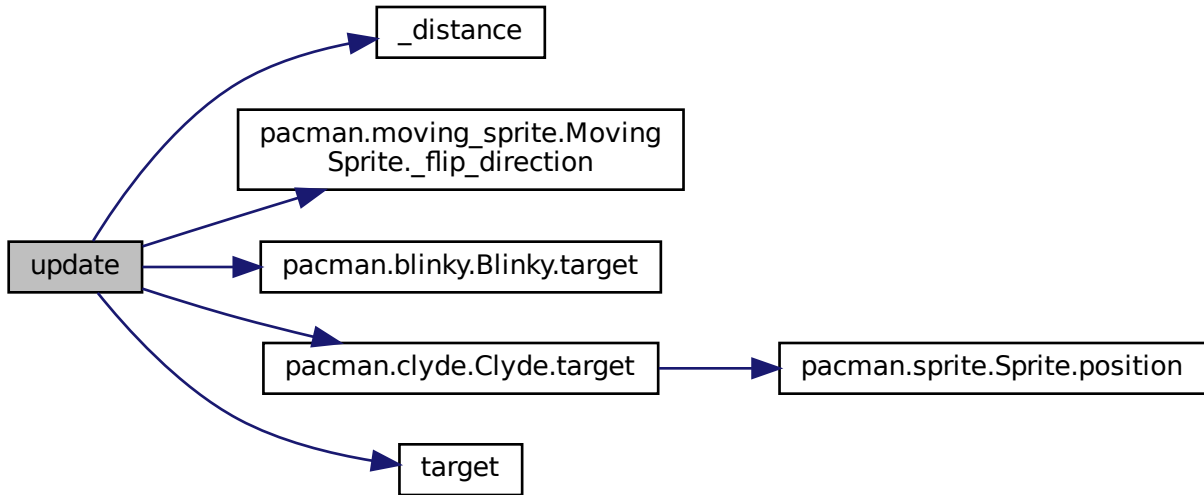 _distance
pacman.moving_sprite.Moving
Sprite._flip_direction
update
pacman.blinky.Blinky.target
pacman.clyde.Clyde.target
pacman.sprite.Sprite.position
target